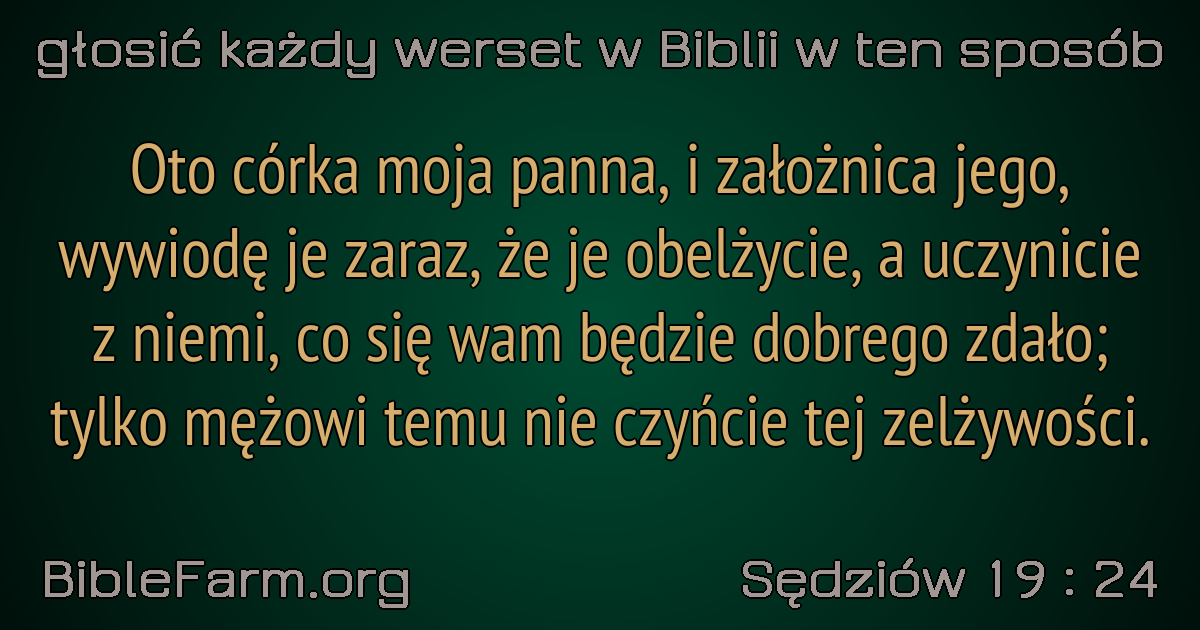 głosić każdy werset w Biblii w ten sposób
Oto córka moja panna, i założnica jego,
wywiodę je zaraz, że je obelżycie, a uczynicie
z niemi, co się wam będzie dobrego zdało;
tylko mężowi temu nie czyńcie tej zelżywości.
BibleFarm.org
Sędziów 19 : 24